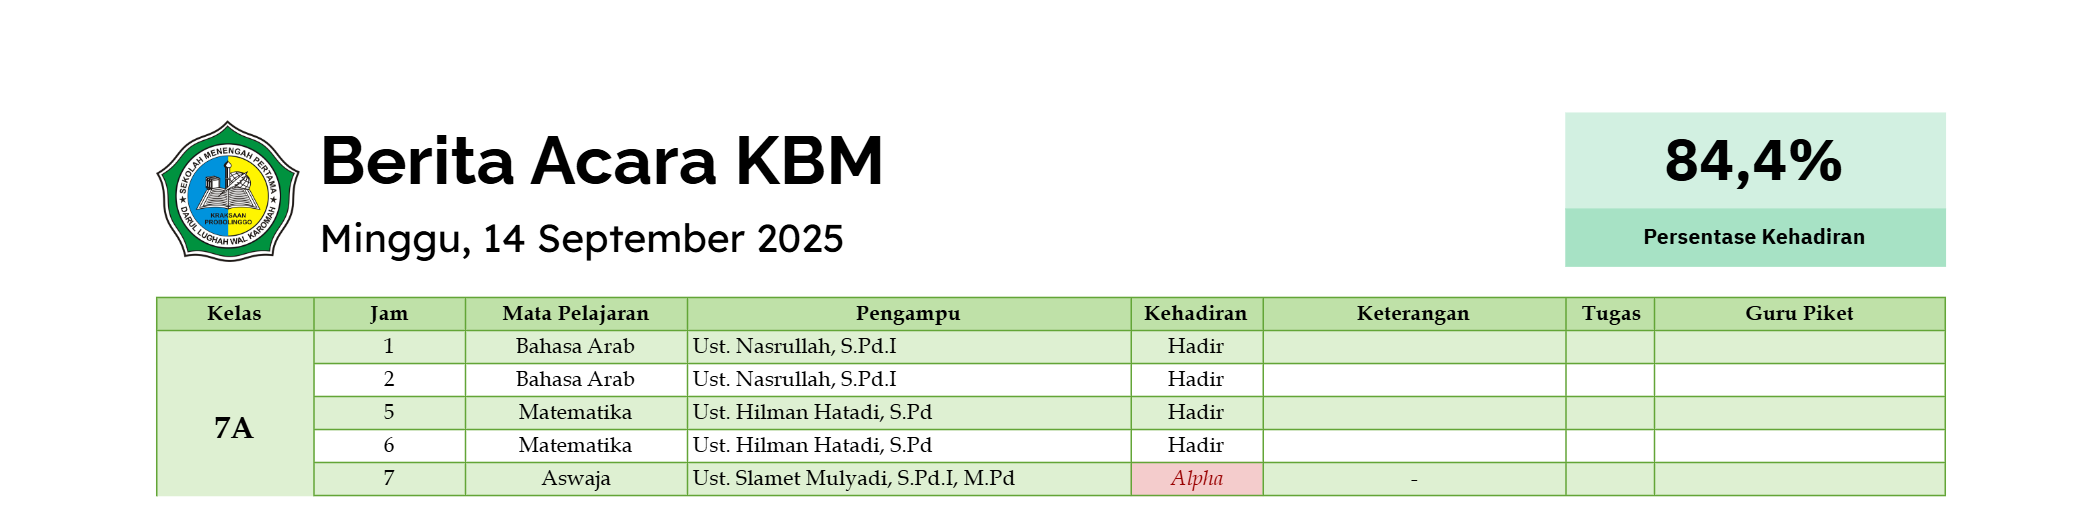 SEKOLAH MENENGAH PERTAMA
KRAKSAAN
PROBOLINGGO
DARUL LUGHAH WAL KAROMAH
Berita Acara KBM
Minggu, 14 September 2025
84,4%
Persentase Kehadiran
Kelas Jam Mata Pelajaran Pengampu Kehadiran Keterangan Tugas Guru Piket
7A
1 Bahasa Arab Ust. Nasrullah, S.Pd.I Hadir
2 Bahasa Arab Ust. Nasrullah, S.Pd.I Hadir
5 Matematika Ust. Hilman Hatadi, S.Pd Hadir
6 Matematika Ust. Hilman Hatadi, S.Pd Hadir
7 Aswaja Ust. Slamet Mulyadi, S.Pd.I, M.Pd Alpha -